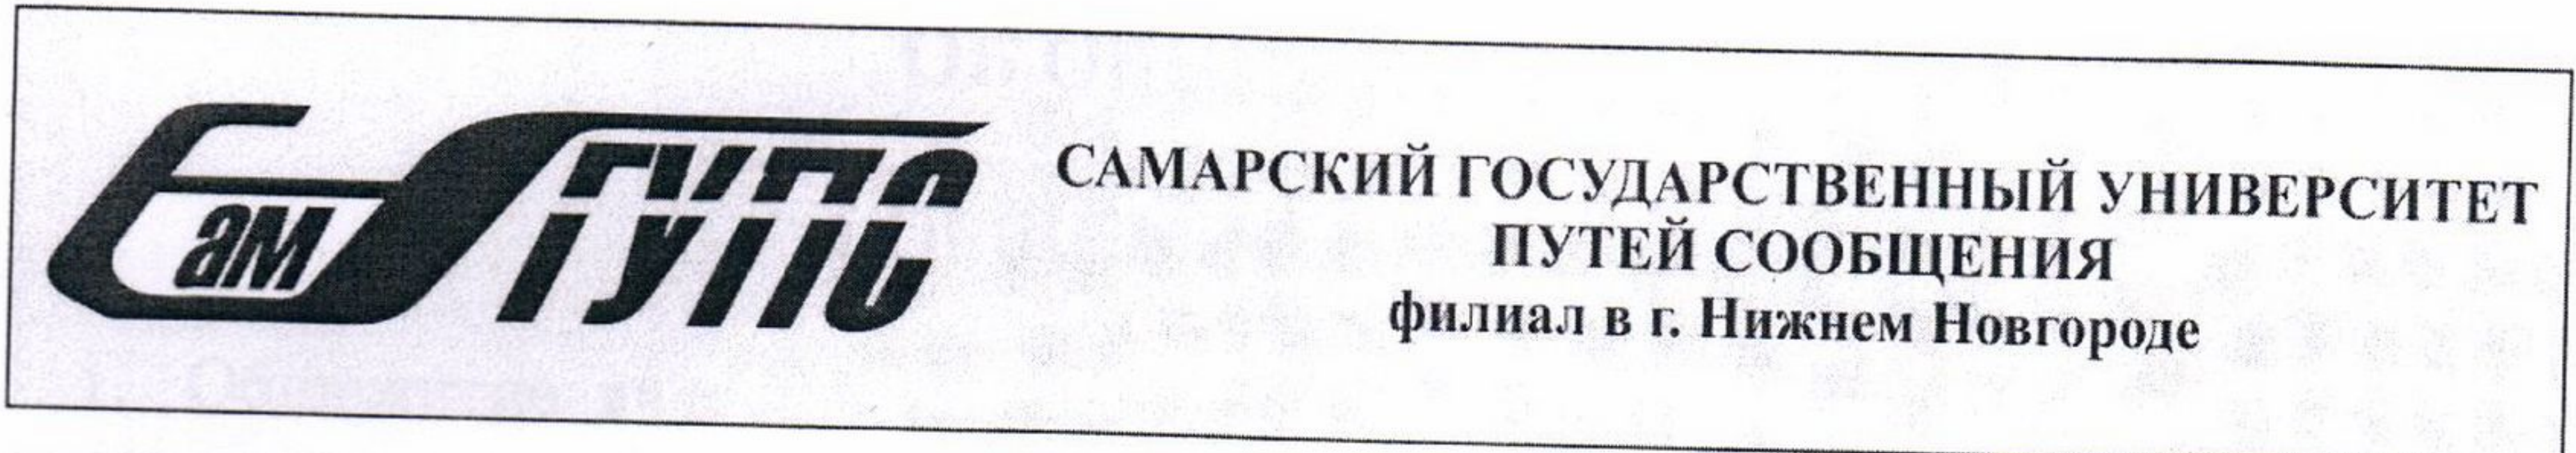 СамГУПС
САМАРСКИЙ ГОСУДАРСТВЕННЫЙ УНИВЕРСИТЕТ
ПУТЕЙ СООБЩЕНИЯ
филиал в г. Нижнем Новгороде